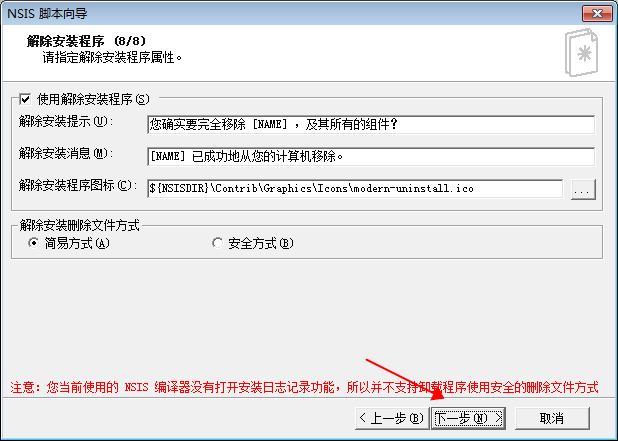 NSIS 脚本向导
解除安装程序 (8/8)
请指定解除安装程序属性。
使用解除安装程序(S)
解除安装提示(U):
您确实要完全移除 [NAME] ，及其所有的组件？
解除安装消息(M):
[NAME] 已成功地从您的计算机移除。
解除安装程序图标(C):
${NSISDIR}\Contrib\Graphics\Icons\modern-uninstall.ico
...
解除安装删除文件方式
简易方式(A)
安全方式(B)
注意: 您当前使用的 NSIS 编译器没有打开安装日志记录功能，所以并不支持卸载程序使用安全的删除文件方式
< 上一步(B)
下一步(N) >
取消